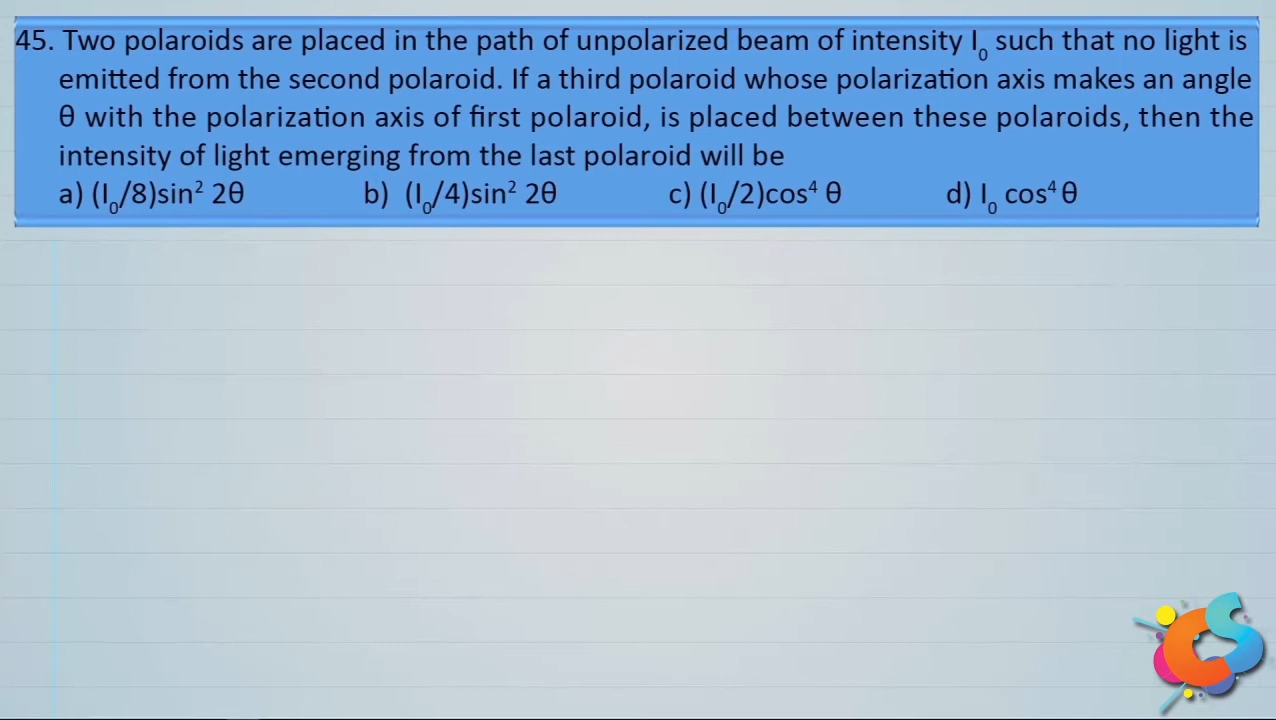 45. Two polaroids are placed in the path of unpolarized beam of intensity I₀ such that no light is
emitted from the second polaroid. If a third polaroid whose polarization axis makes an angle
θ with the polarization axis of first polaroid, is placed between these polaroids, then the
intensity of light emerging from the last polaroid will be
a) (I₀/8)sin² 2θ b) (I₀/4)sin² 2θ c) (I₀/2)cos⁴ θ d) I₀ cos⁴ θ
CS